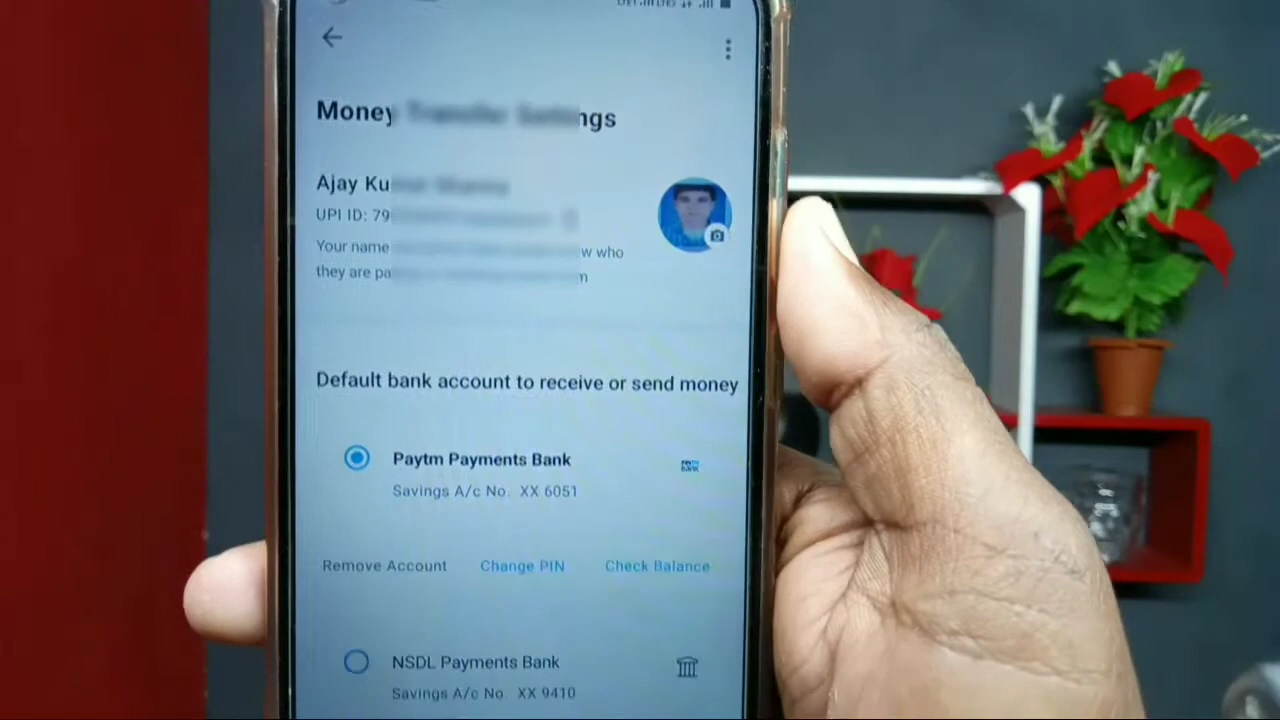 Money ngs
Ajay Ku
UPI ID: 79
Your name w who
they are pa n
Default bank account to receive or send money
Paytm Payments Bank
Savings A/c No. XX 6051
Remove Account Change PIN Check Balance
NSDL Payments Bank
Savings A/c No. XX 9410